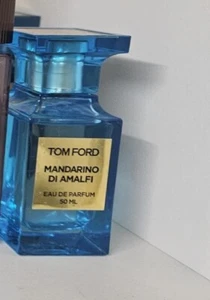 TOM FORD
MANDARINO
DI AMALFI
EAU DE PARFUM
50 ML